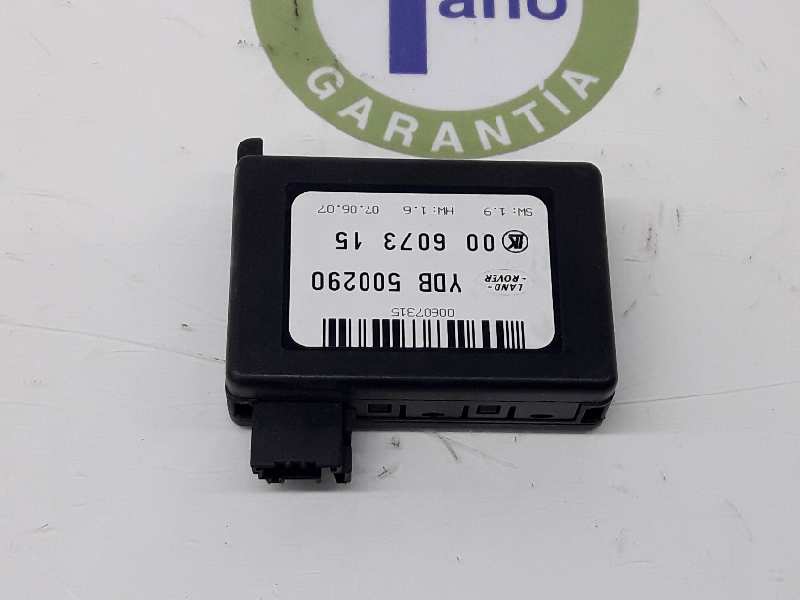 Tano
GARANTÍA
00607315
LAND-
-ROVER
YDB 500290
00 6073 15
SW:1.9 HW:1.6 07.06.07